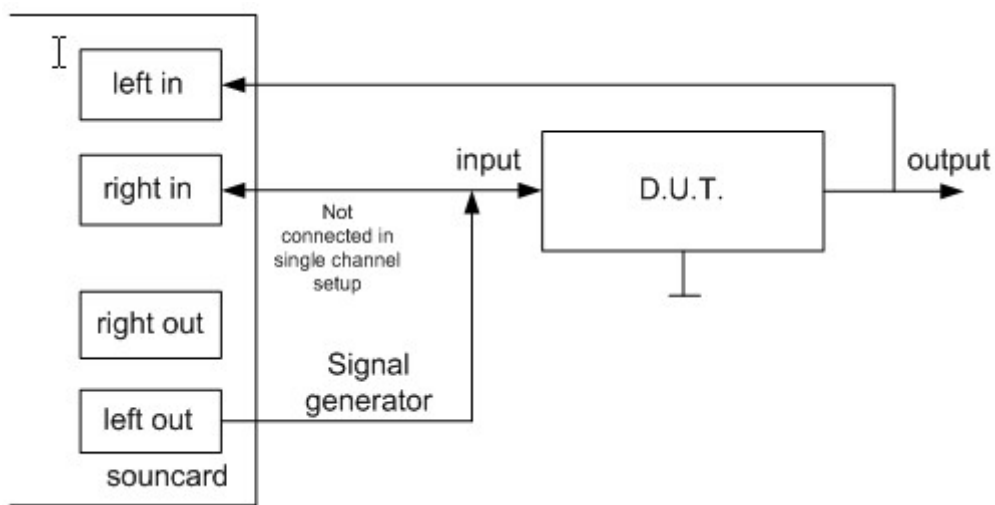 left in
input
output
right in
D.U.T.
Not
connected in
single channel
setup
right out
Signal
generator
left out
souncard